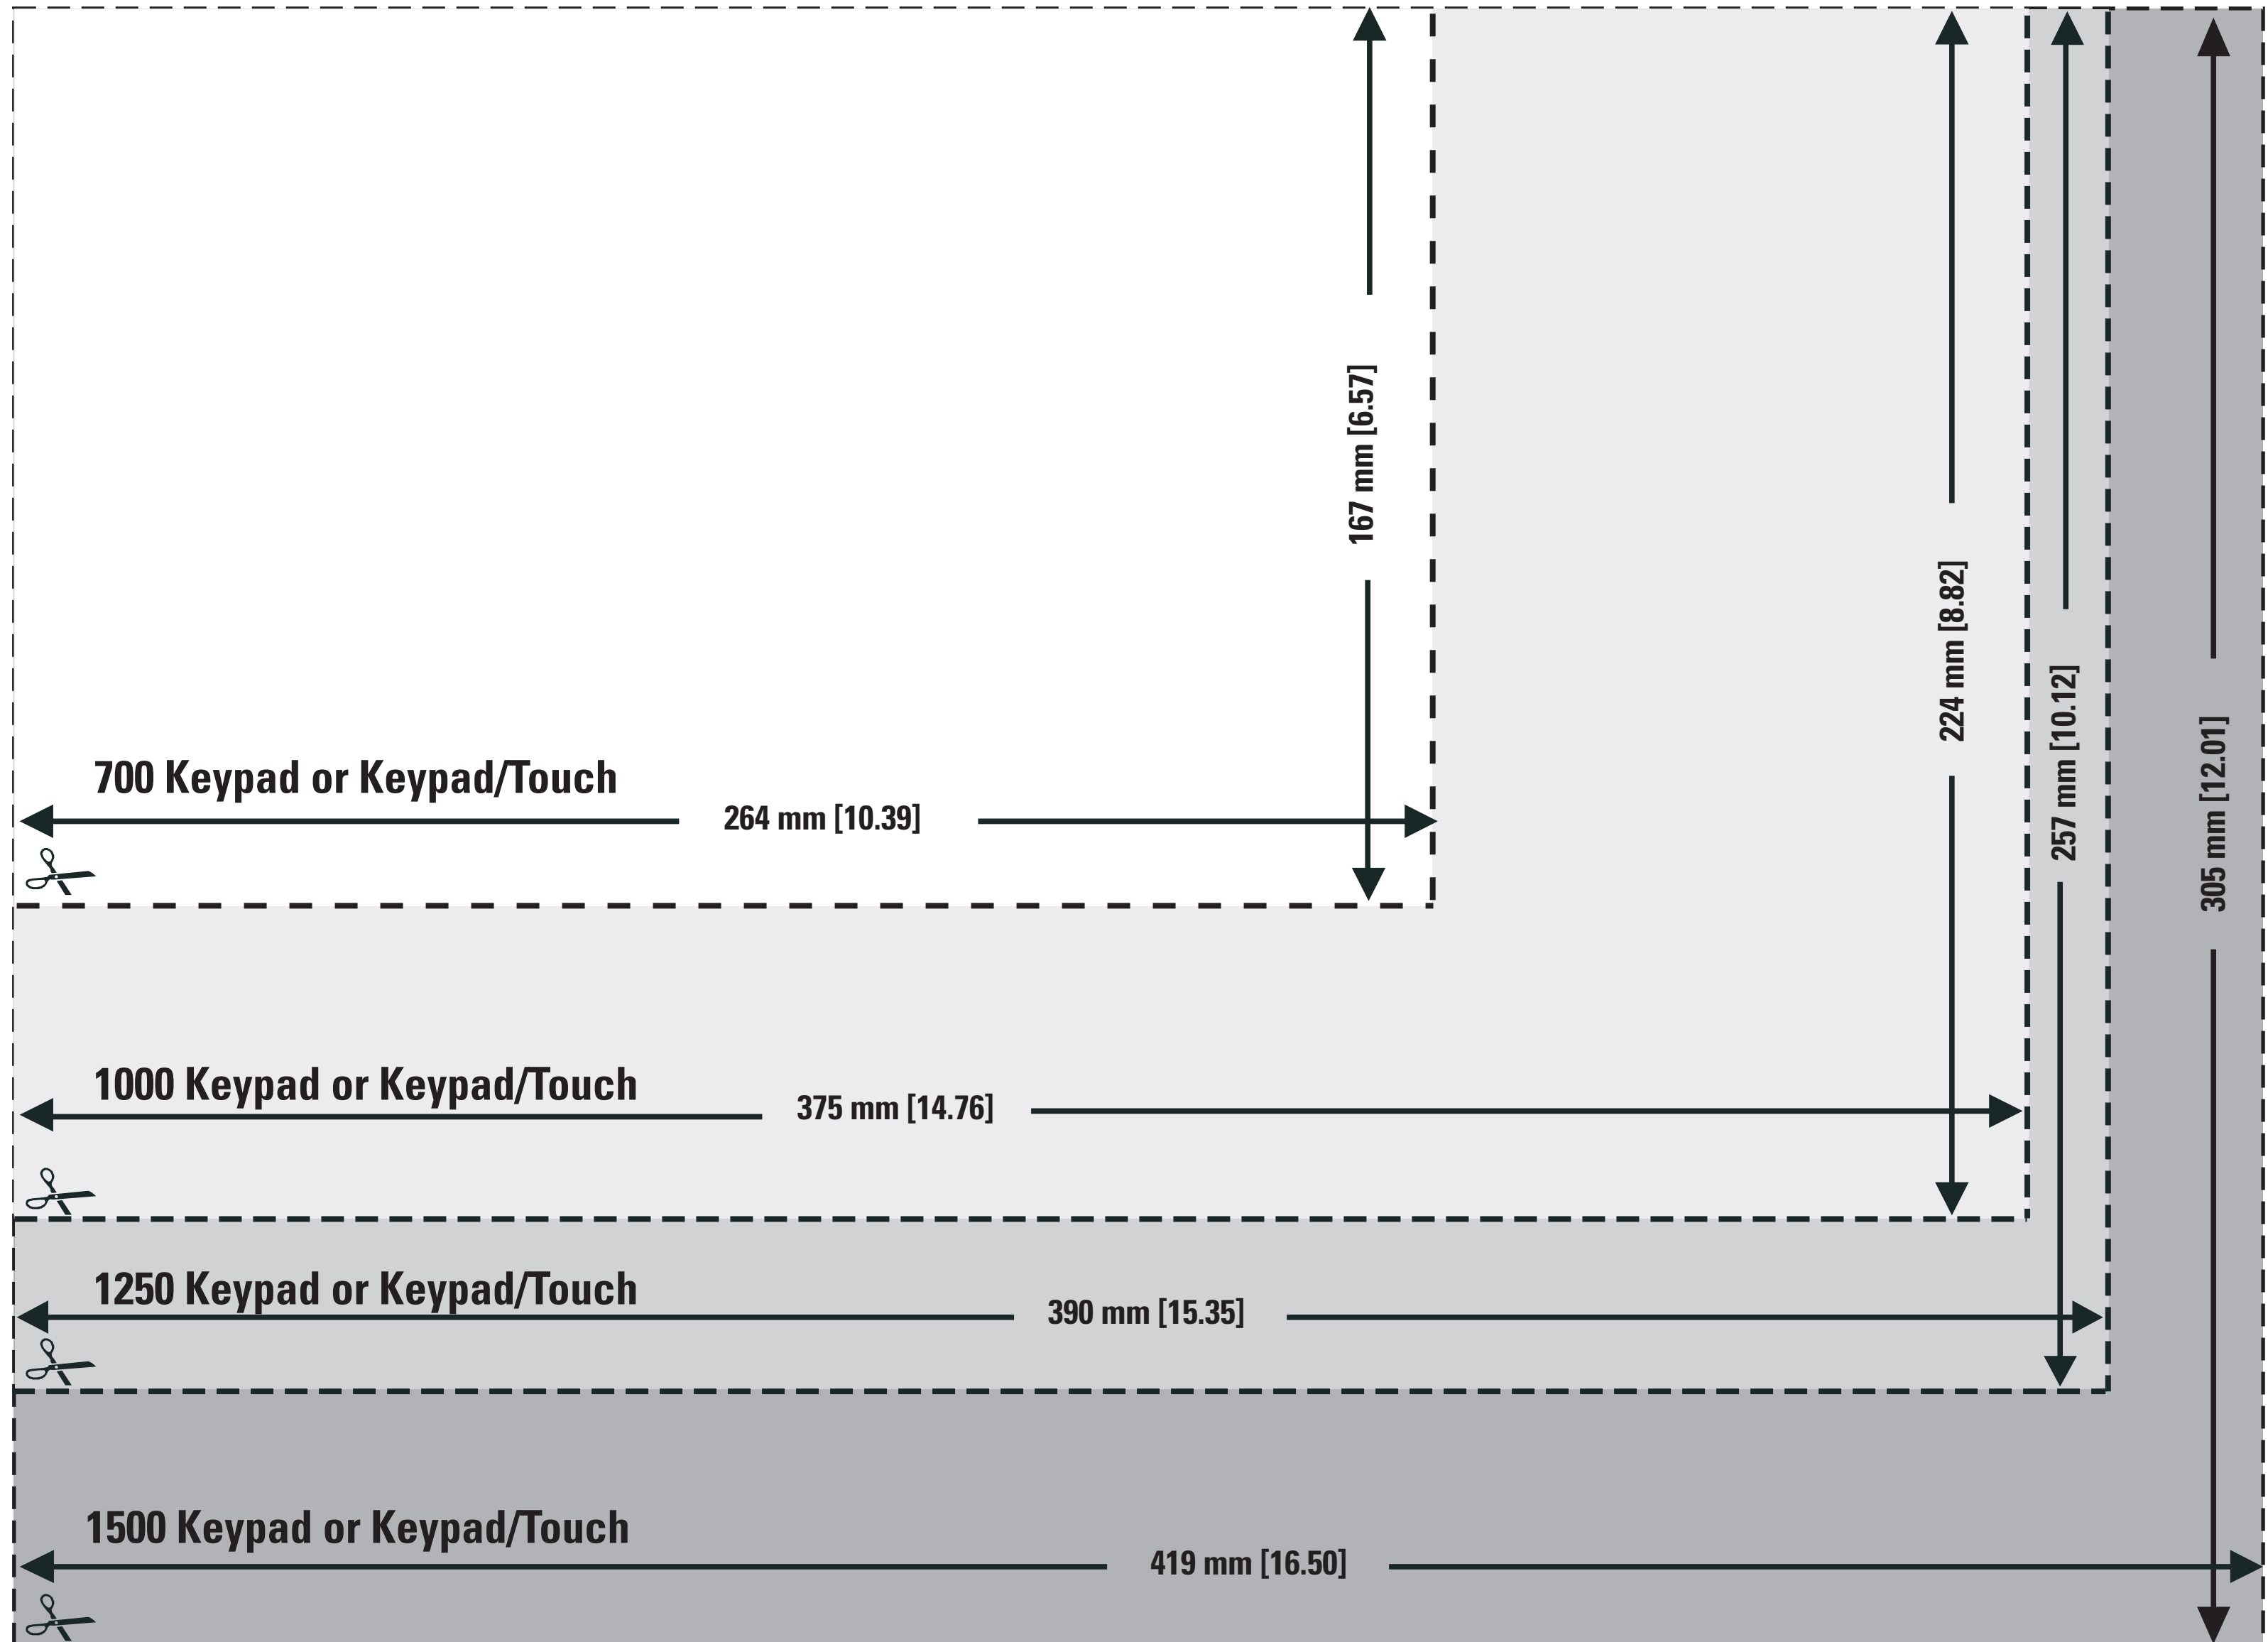 167 mm [6.57]
224 mm [8.82]
257 mm [10.12]
305 mm [12.01]
700 Keypad or Keypad/Touch
264 mm [10.39]
1000 Keypad or Keypad/Touch
375 mm [14.76]
1250 Keypad or Keypad/Touch
390 mm [15.35]
1500 Keypad or Keypad/Touch
419 mm [16.50]